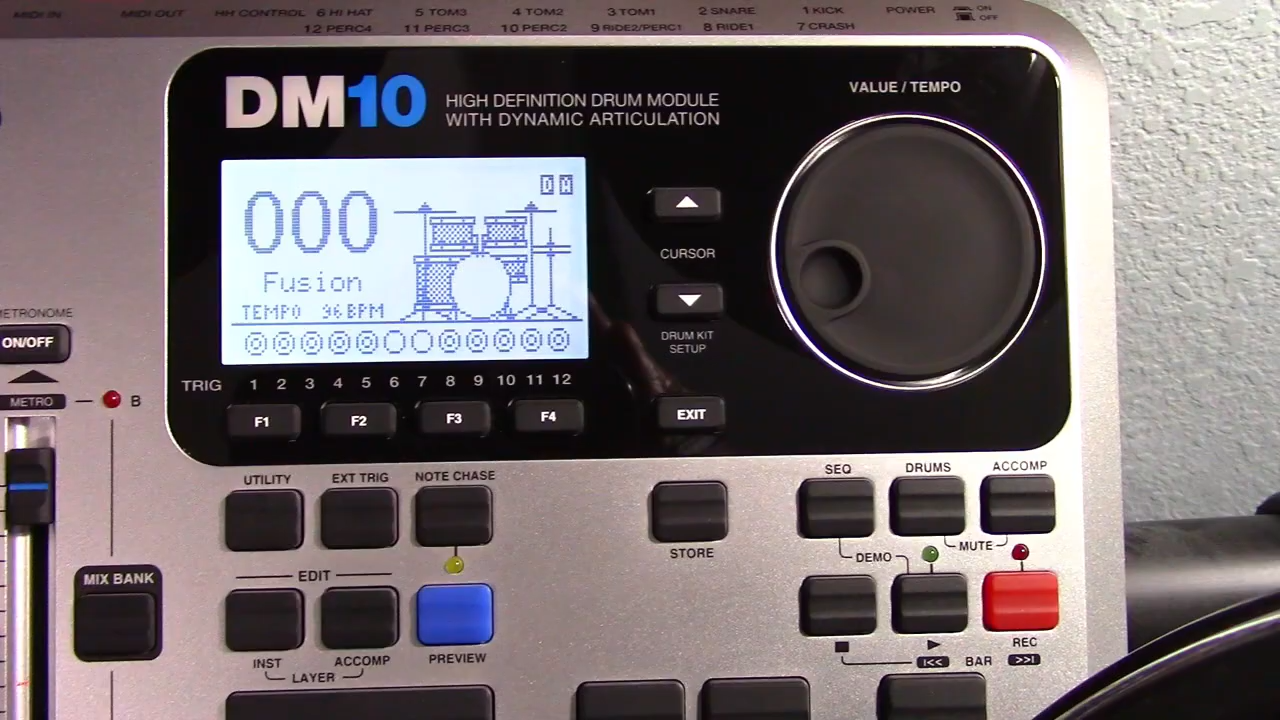 MIDI IN MIDI OUT HH CONTROL 6 HI HAT 5 TOM3 4 TOM2 3 TOM1 2 SNARE 1 KICK POWER ON
12 PERC4 11 PERC3 10 PERC2 9 RIDE2/PERC1 8 RIDE1 7 CRASH OFF
DM10
HIGH DEFINITION DRUM MODULE
WITH DYNAMIC ARTICULATION
VALUE / TEMPO
DM
000
Fusion
TEMPO 96 BPM
CURSOR
DRUM KIT
SETUP
TRIG 1 2 3 4 5 6 7 8 9 10 11 12
F1 F2 F3 F4 EXIT
ON/OFF
METRO
B
UTILITY EXT TRIG NOTE CHASE
SEQ DRUMS ACCOMP
STORE
DEMO
MUTE
MIX BANK
EDIT
INST ACCOMP PREVIEW
LAYER
REC
BAR